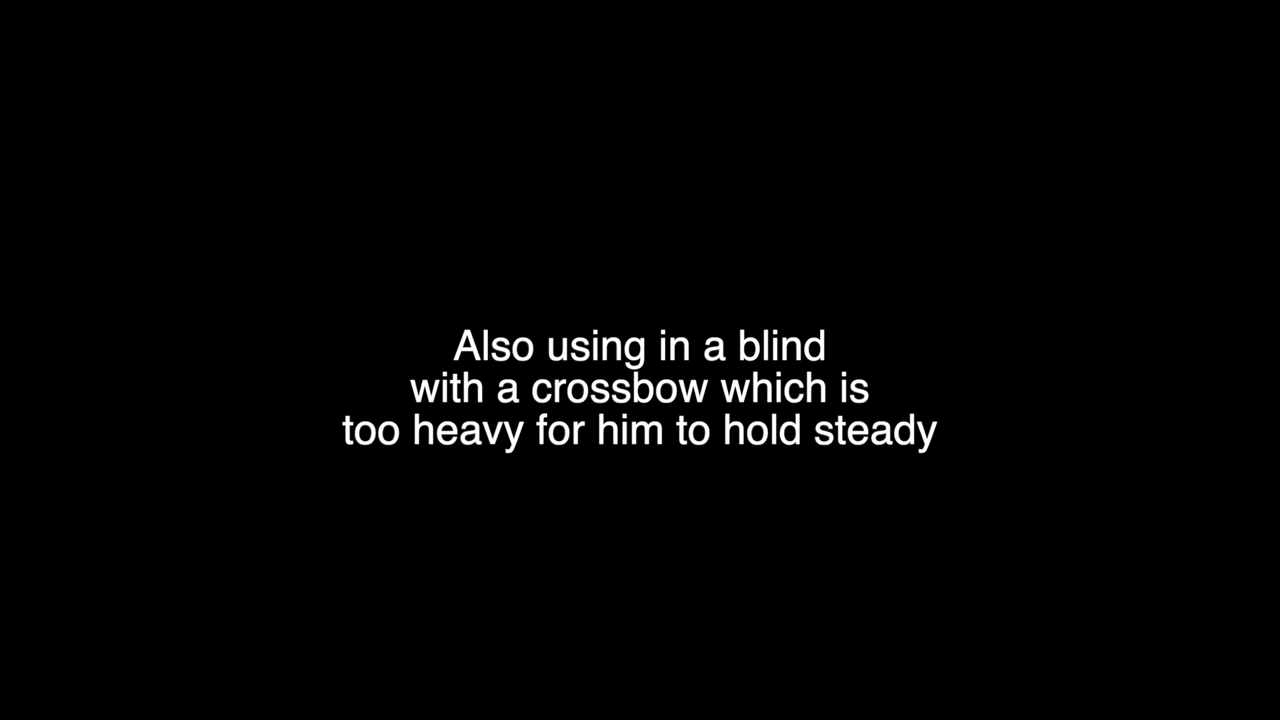 Also using in a blind
with a crossbow which is
too heavy for him to hold steady